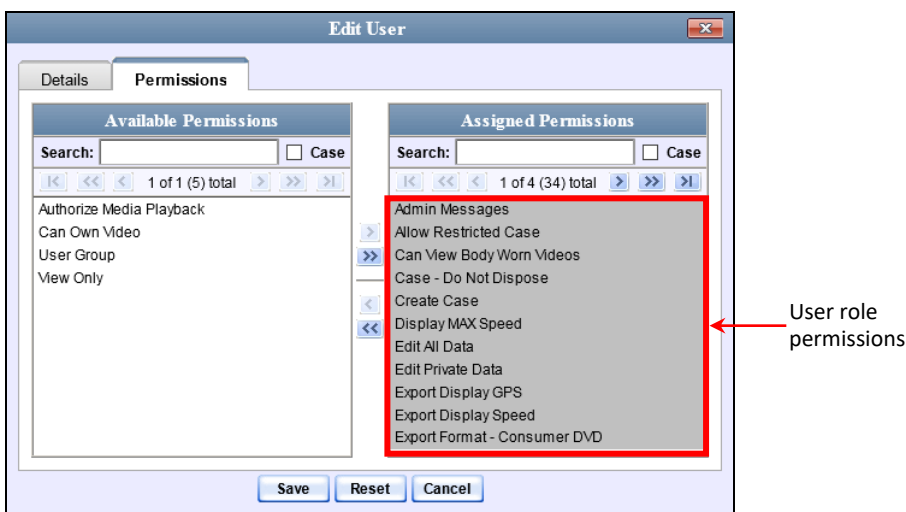 Edit User
Details
Permissions
Available Permissions
Search:
Case
1 of 1 (5) total
Authorize Media Playback
Can Own Video
User Group
View Only
Assigned Permissions
Search:
Case
1 of 4 (34) total
Admin Messages
Allow Restricted Case
Can View Body Worn Videos
Case - Do Not Dispose
Create Case
Display MAX Speed
Edit All Data
Edit Private Data
Export Display GPS
Export Display Speed
Export Format - Consumer DVD
User role
permissions
Save
Reset
Cancel